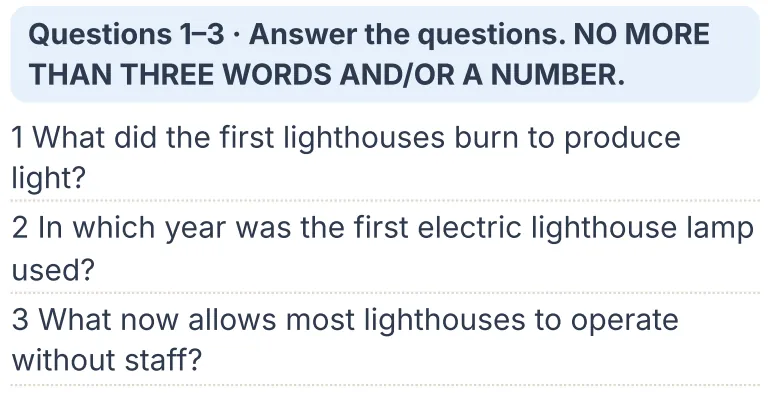 Questions 1–3 · Answer the questions. NO MORE
THAN THREE WORDS AND/OR A NUMBER.
1 What did the first lighthouses burn to produce
light?
2 In which year was the first electric lighthouse lamp
used?
3 What now allows most lighthouses to operate
without staff?